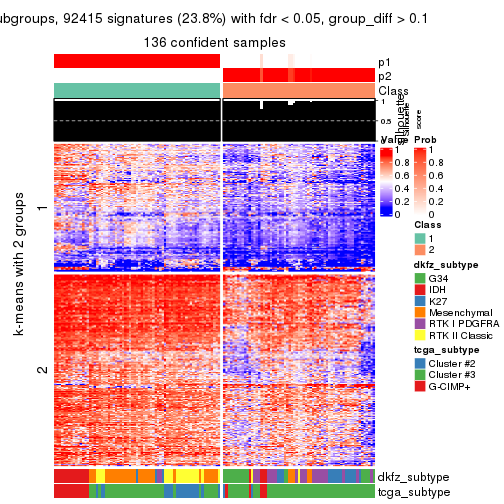 ubgroups, 92415 signatures (23.8%) with fdr < 0.05, group_diff > 0.1
136 confident samples
p1
p2
Class
1
0.5
Silhouette
score
k-means with 2 groups
1
2
Value
1
0.8
0.6
0.4
0.2
0
Prob
1
0.8
0.6
0.4
0.2
0
Class
1
2
dkfz_subtype
G34
IDH
K27
Mesenchymal
RTK I PDGFRA
RTK II Classic
tcga_subtype
Cluster #2
Cluster #3
G-CIMP+
dkfz_subtype
tcga_subtype